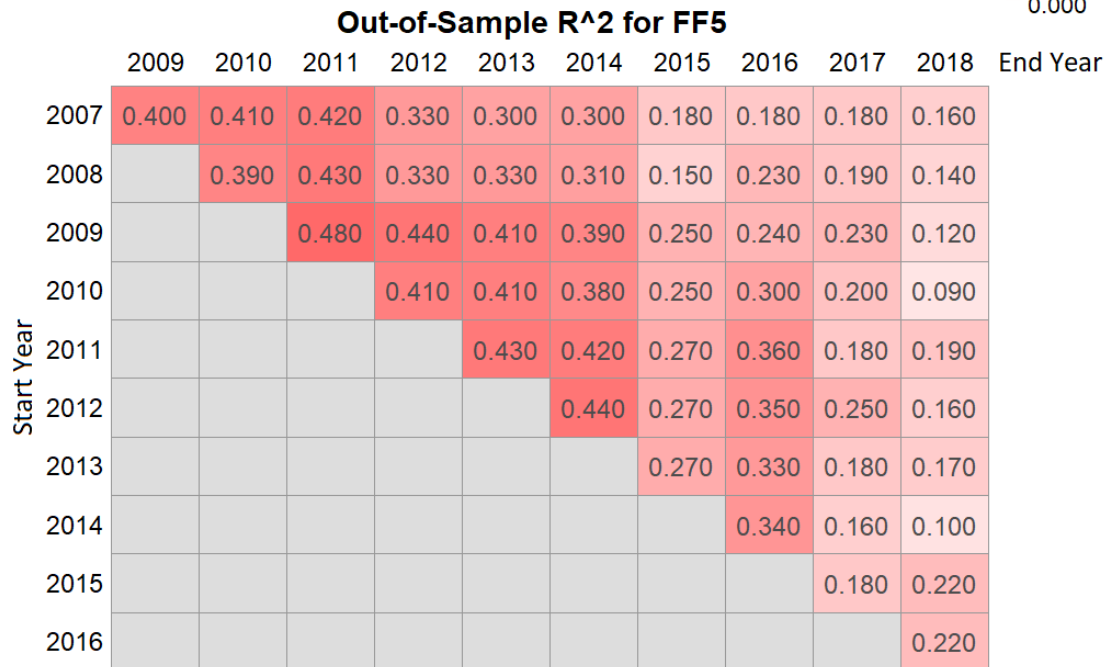 0.000
Out-of-Sample R^2 for FF5
2009 2010 2011 2012 2013 2014 2015 2016 2017 2018 End Year
2007 0.400 0.410 0.420 0.330 0.300 0.300 0.180 0.180 0.180 0.160
2008 0.390 0.430 0.330 0.330 0.310 0.150 0.230 0.190 0.140
2009 0.480 0.440 0.410 0.390 0.250 0.240 0.230 0.120
2010 0.410 0.410 0.380 0.250 0.300 0.200 0.090
2011 0.430 0.420 0.270 0.360 0.180 0.190
2012 0.440 0.270 0.350 0.250 0.160
2013 0.270 0.330 0.180 0.170
2014 0.340 0.160 0.100
2015 0.180 0.220
2016 0.220
Start Year